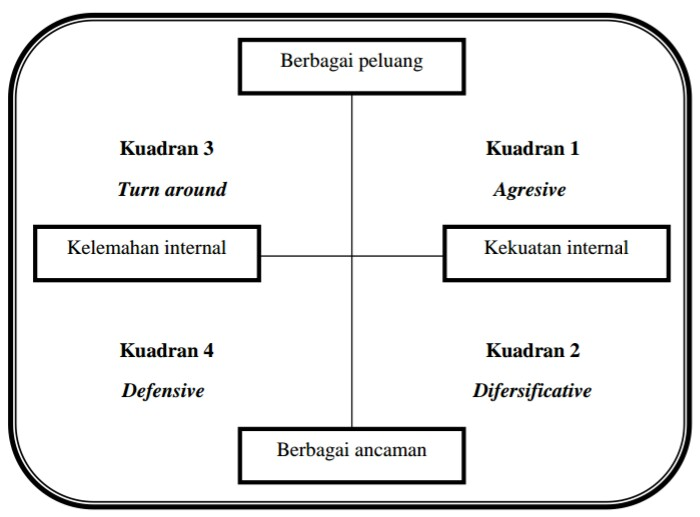 Berbagai peluang
Kuadran 3
Kuadran 1
Turn around
Agresive
Kelemahan internal
Kekuatan internal
Kuadran 4
Kuadran 2
Defensive
Difersificative
Berbagai ancaman